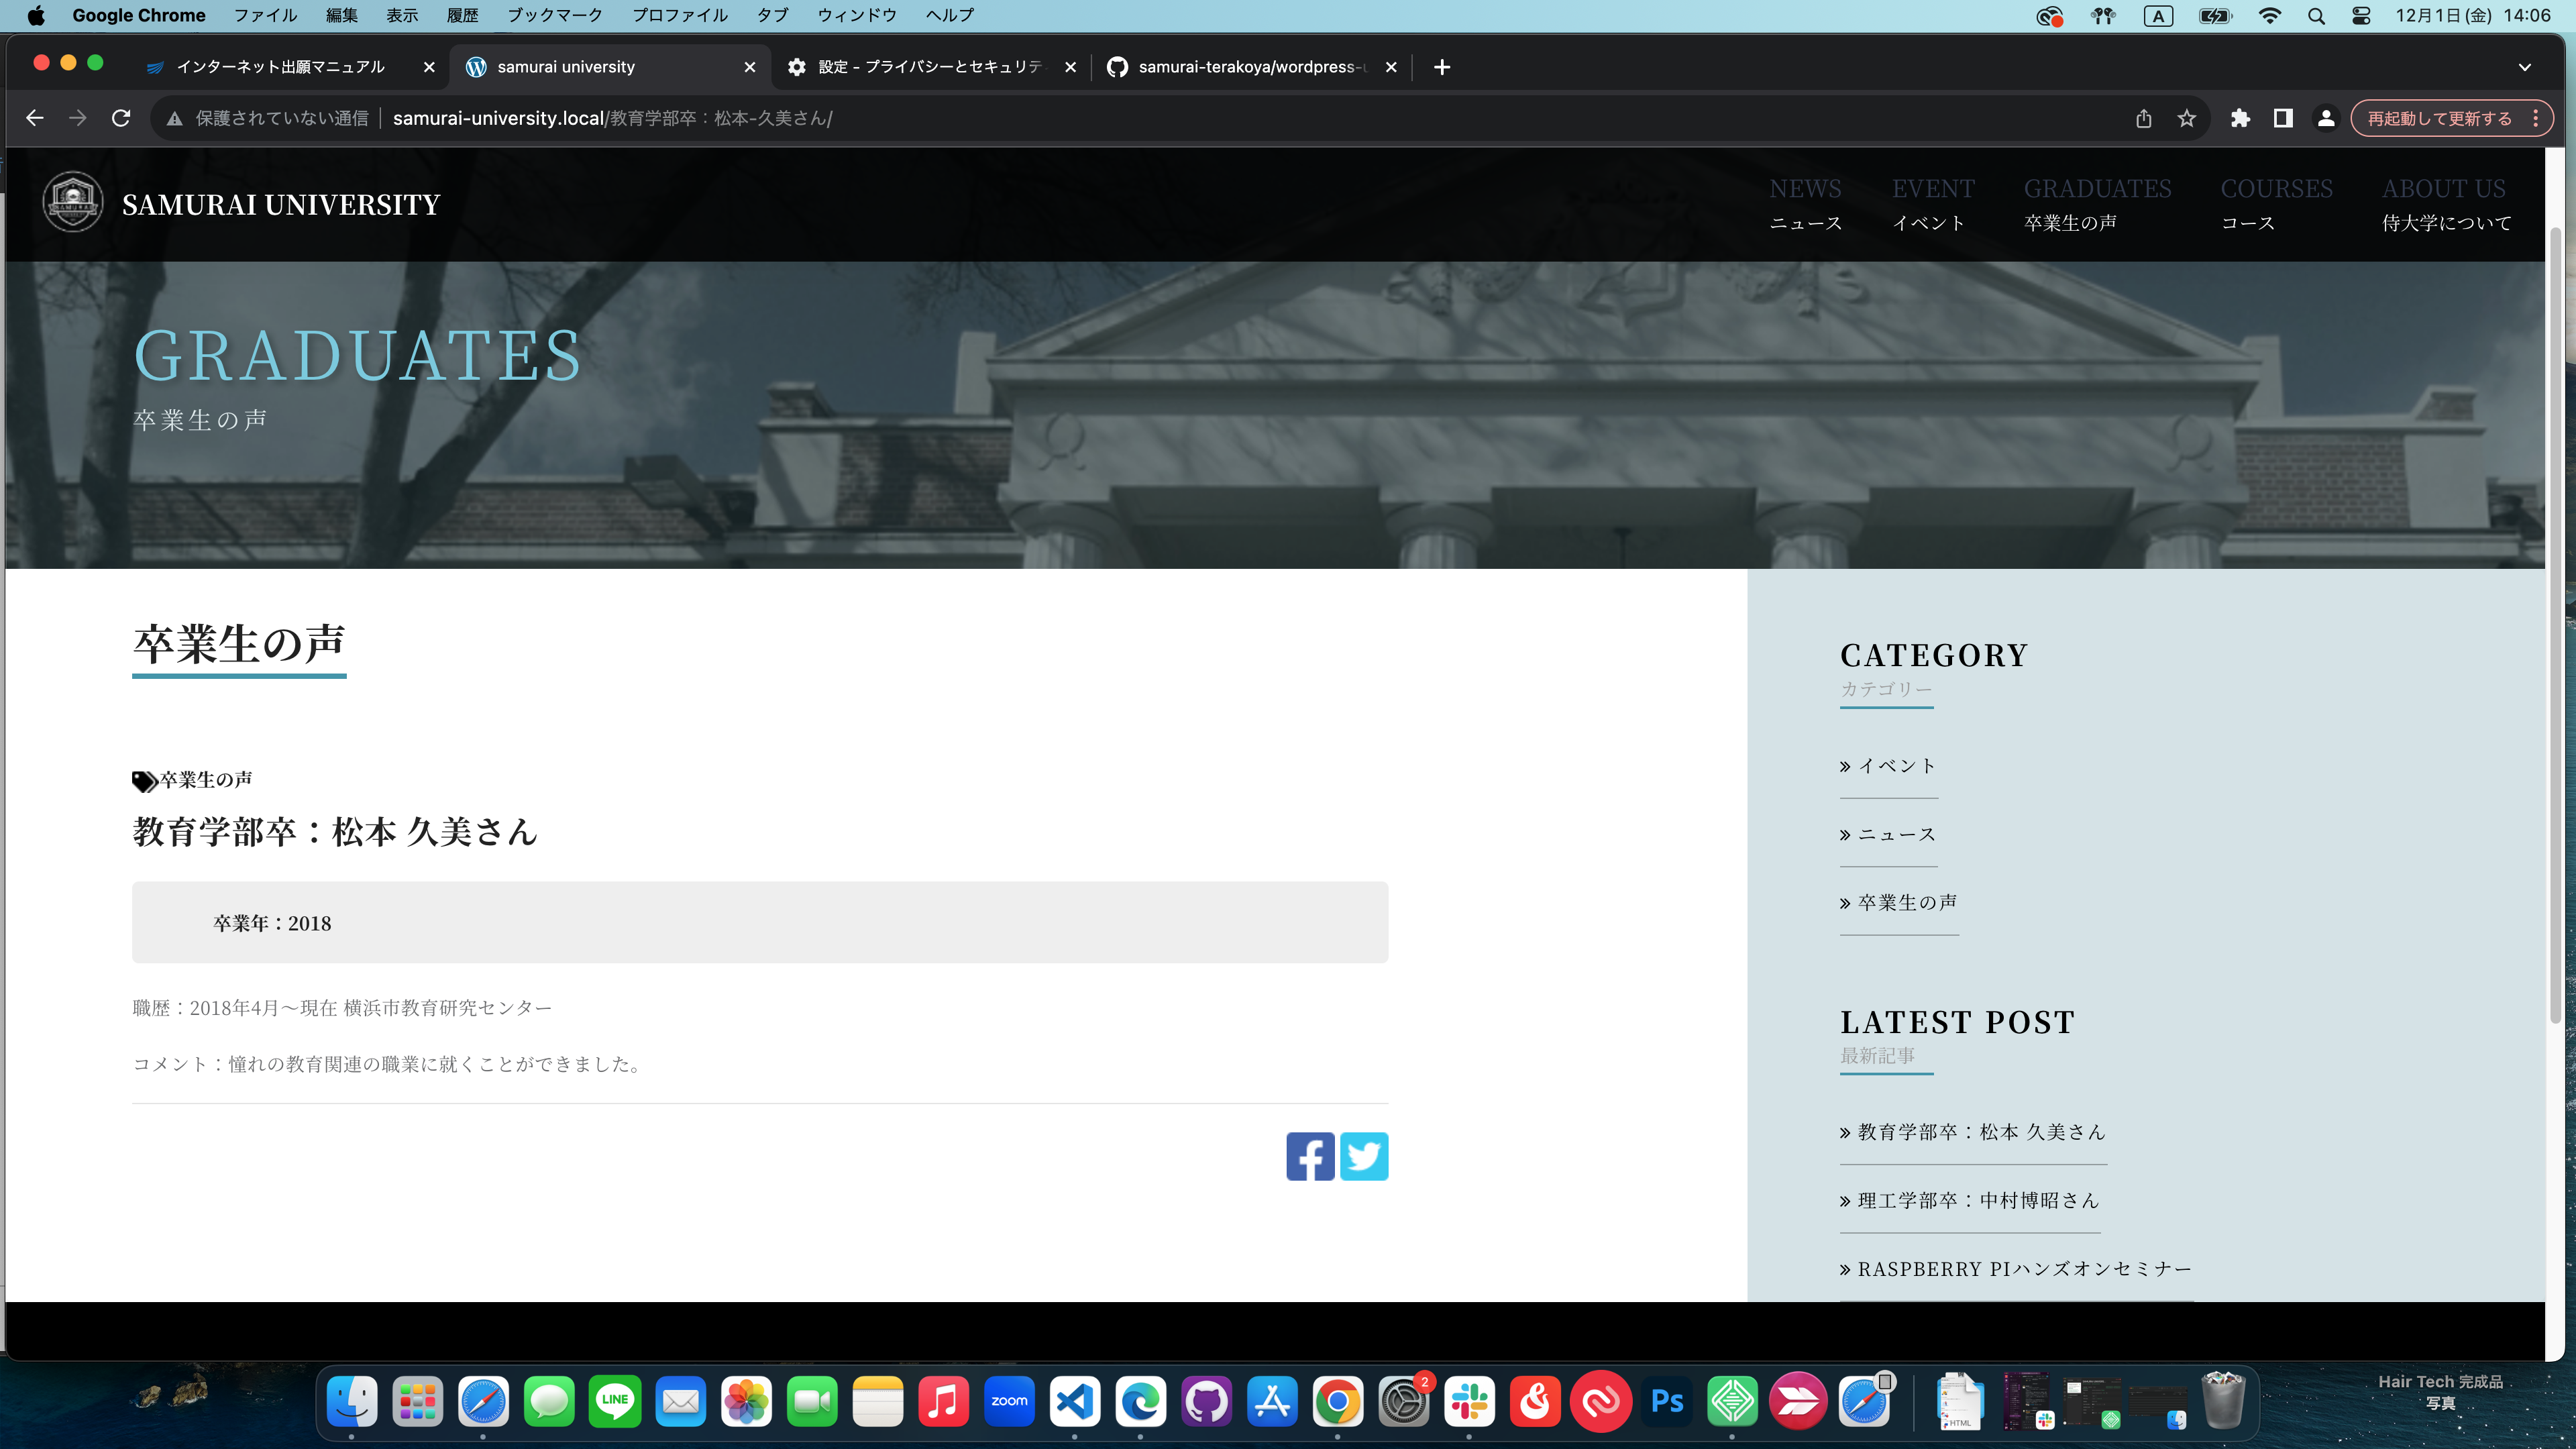 Google Chrome ファイル 編集 表示 履歴 ブックマーク プロファイル タブ ウィンドウ ヘルプ A 12月1日(金) 14:06
インターネット出願マニュアル samurai university 設定 - プライバシーとセキュリテ samurai-terakoya/wordpress-
保護されていない通信 samurai-university.local/教育学部卒：松本-久美さん/ 再起動して更新する
SAMURAI UNIVERSITY
NEWS EVENT GRADUATES COURSES ABOUT US
ニュース イベント 卒業生の声 コース 侍大学について
GRADUATES
卒業生の声
卒業生の声
卒業生の声
教育学部卒：松本 久美さん
卒業年：2018
職歴：2018年4月〜現在 横浜市教育研究センター
コメント：憧れの教育関連の職業に就くことができました。
CATEGORY
カテゴリー
» イベント
» ニュース
» 卒業生の声
LATEST POST
最新記事
» 教育学部卒：松本 久美さん
» 理工学部卒：中村博昭さん
» RASPBERRY PIハンズオンセミナー
LINE zoom 2 Ps HTML
Hair Tech 完成品
写真